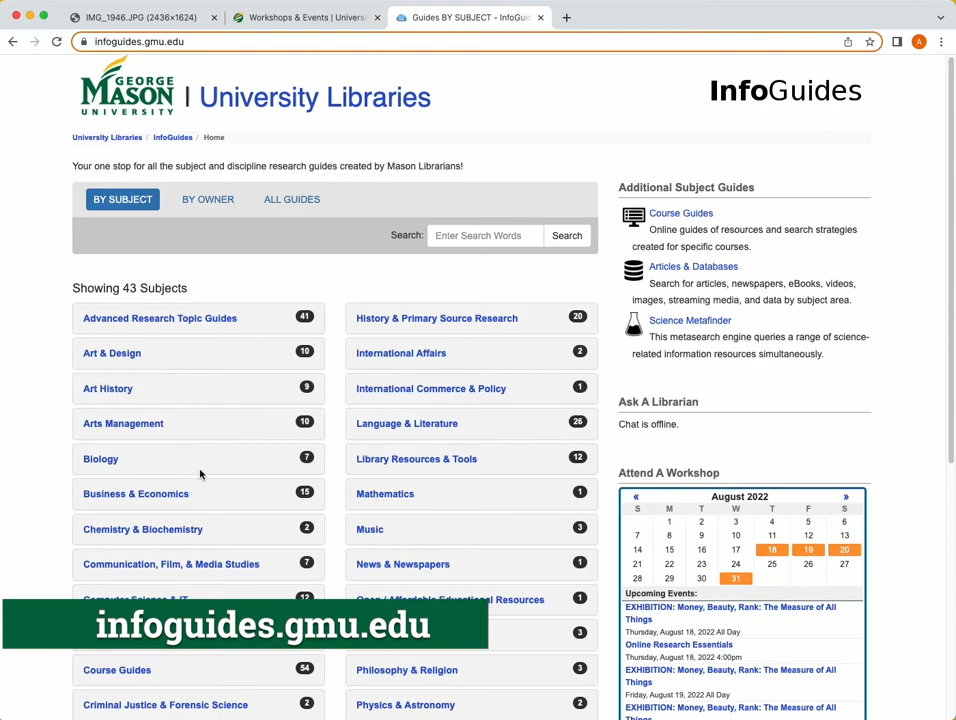 IMG_1946.JPG (2436×1624)
Workshops & Events | Universi
Guides BY SUBJECT - InfoGui
infoguides.gmu.edu
A
GEORGE
MASON
UNIVERSITY
| University Libraries
InfoGuides
University Libraries / InfoGuides / Home
Your one stop for all the subject and discipline research guides created by Mason Librarians!
BY SUBJECT BY OWNER ALL GUIDES
Search: Enter Search Words Search
Showing 43 Subjects
Advanced Research Topic Guides 41
Art & Design 10
Art History 9
Arts Management 10
Biology 7
Business & Economics 15
Chemistry & Biochemistry 2
Communication, Film, & Media Studies 7
Computer Science & IT 12
infoguides.gmu.edu
Course Guides 54
Criminal Justice & Forensic Science 2
History & Primary Source Research 20
International Affairs 2
International Commerce & Policy 1
Language & Literature 26
Library Resources & Tools 12
Mathematics 1
Music 3
News & Newspapers 1
Open / Affordable Educational Resources 1
3
Philosophy & Religion 3
Physics & Astronomy 2
Additional Subject Guides
Course Guides
Online guides of resources and search strategies
created for specific courses.
Articles & Databases
Search for articles, newspapers, eBooks, videos,
images, streaming media, and data by subject area.
Science Metafinder
This metasearch engine queries a range of science-
related information resources simultaneously.
Ask A Librarian
Chat is offline.
Attend A Workshop
« August 2022 »
S M T W T F S
1 2 3 4 5 6
7 8 9 10 11 12 13
14 15 16 17 18 19 20
21 22 23 24 25 26 27
28 29 30 31
Upcoming Events:
EXHIBITION: Money, Beauty, Rank: The Measure of All
Things
Thursday, August 18, 2022 All Day
Online Research Essentials
Thursday, August 18, 2022 4:00pm
EXHIBITION: Money, Beauty, Rank: The Measure of All
Things
Friday, August 19, 2022 All Day
EXHIBITION: Money, Beauty, Rank: The Measure of All
Things